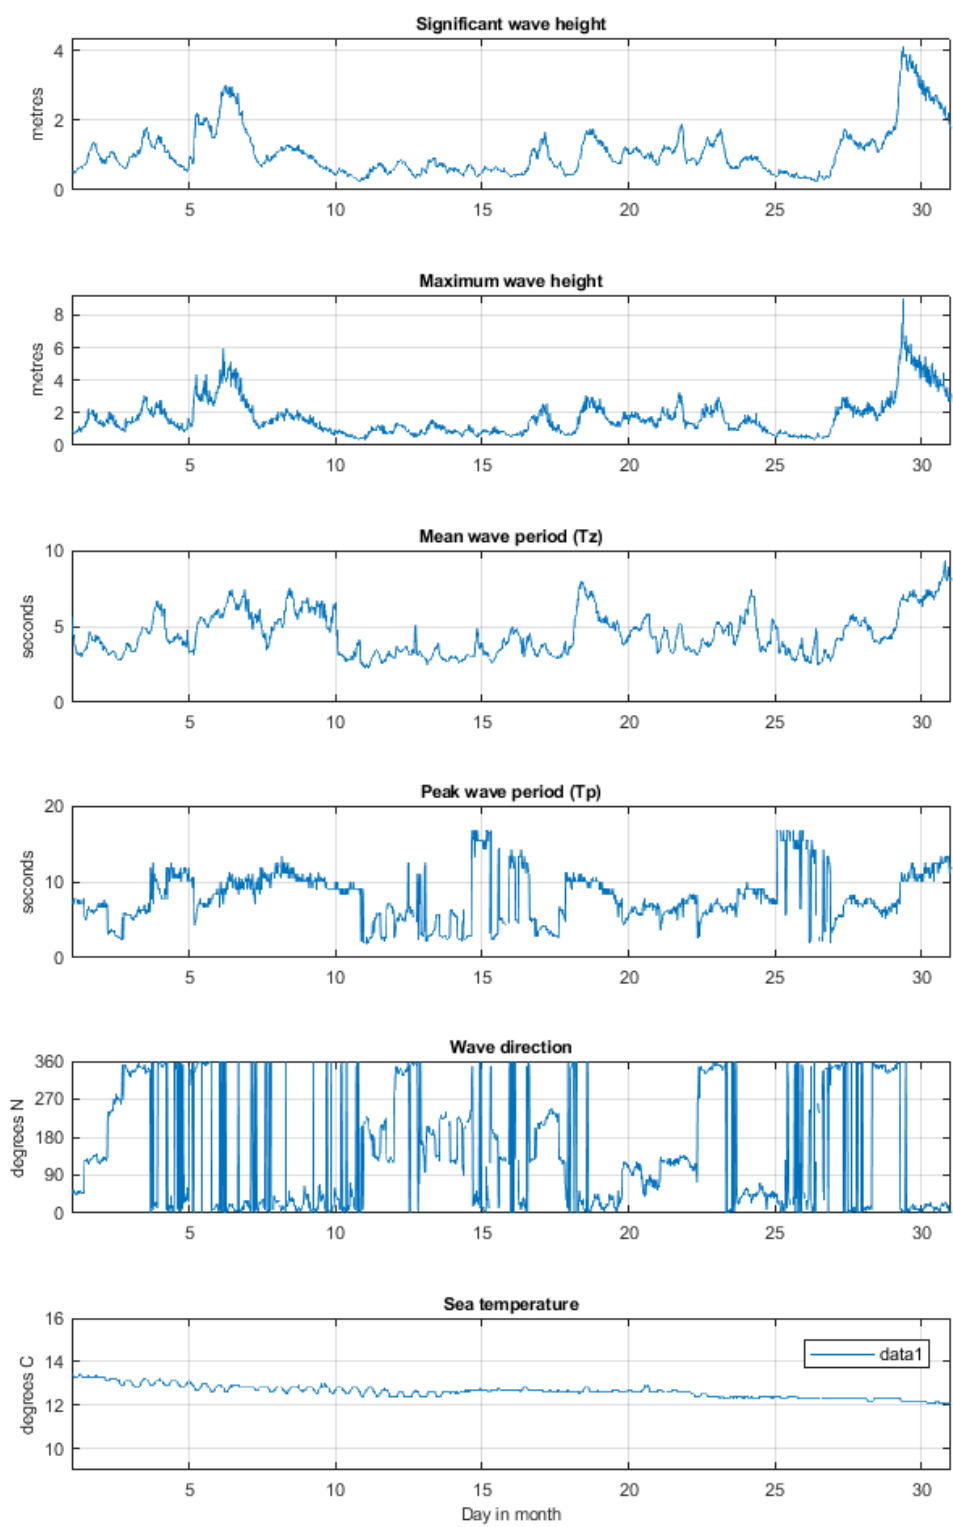 Significant wave height
4
2
0
metres
5 10 15 20 25 30
Maximum wave height
8
6
4
2
0
metres
5 10 15 20 25 30
Mean wave period (Tz)
10
5
0
seconds
5 10 15 20 25 30
Peak wave period (Tp)
20
10
0
seconds
5 10 15 20 25 30
Wave direction
360
270
180
90
0
degrees N
5 10 15 20 25 30
Sea temperature
16
14
12
10
degrees C
data1
5 10 15 20 25 30
Day in month